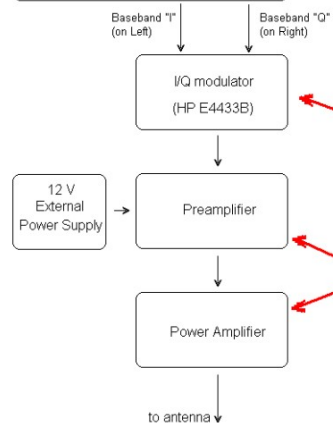 Baseband "I"
(on Left)
Baseband "Q"
(on Right)
I/Q modulator
(HP E4433B)
12 V
External
Power Supply
Preamplifier
Power Amplifier
to antenna